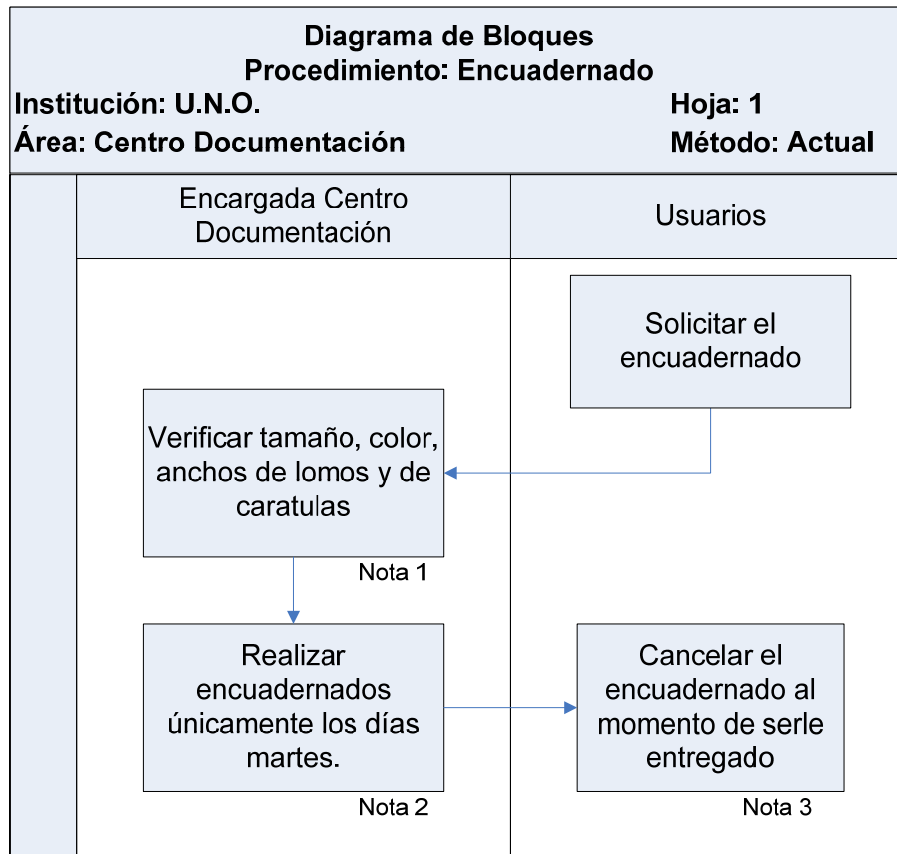 Diagrama de Bloques
Procedimiento: Encuadernado
Institución: U.N.O.
Hoja: 1
Área: Centro Documentación
Método: Actual
Encargada Centro
Documentación
Usuarios
Solicitar el
encuadernado
Verificar tamaño, color,
anchos de lomos y de
caratulas
Nota 1
Realizar
encuadernados
únicamente los días
martes.
Nota 2
Cancelar el
encuadernado al
momento de serle
entregado
Nota 3